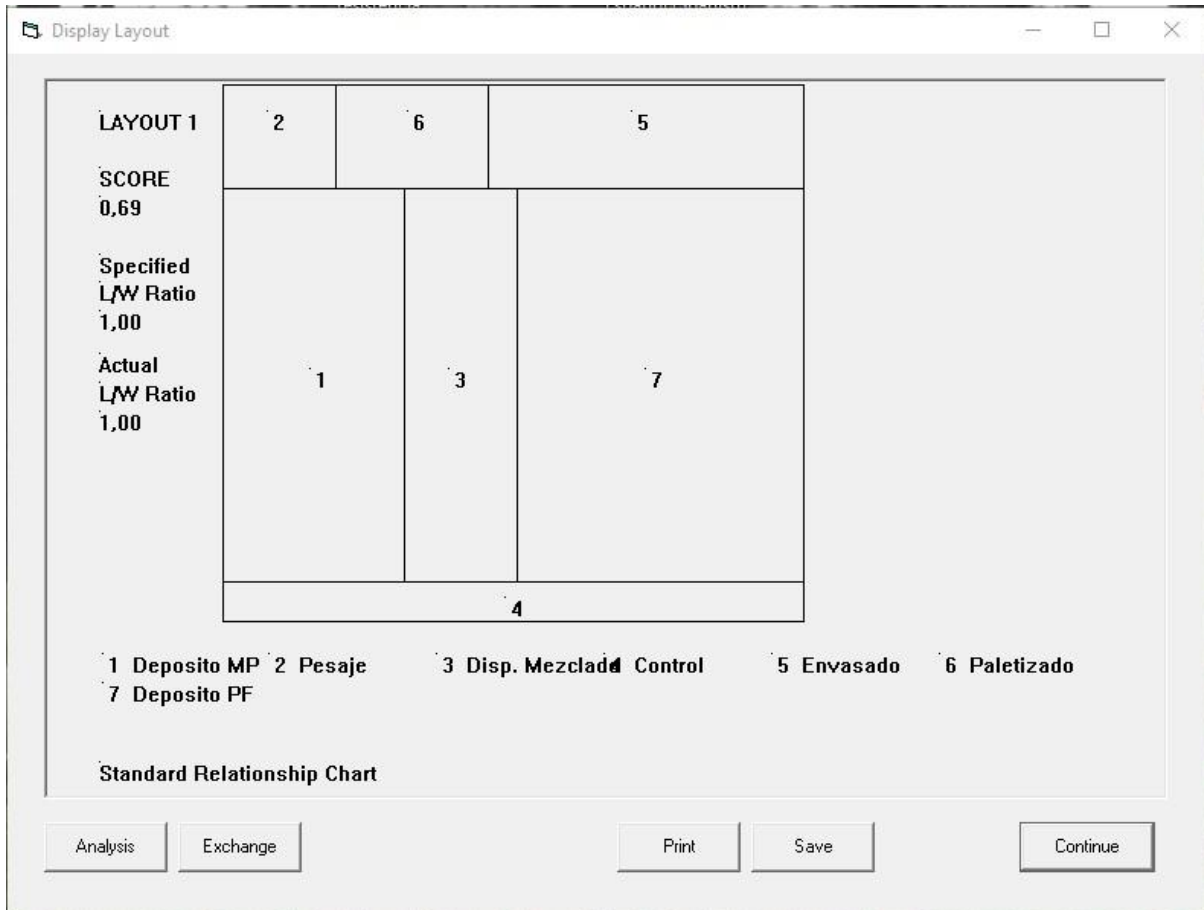 Display Layout
LAYOUT 1
2
6
5
SCORE
0,69
Specified
L/W Ratio
1,00
Actual
L/W Ratio
1,00
1
3
7
4
1 Deposito MP 2 Pesaje 3 Disp. Mezclado 4 Control 5 Envasado 6 Paletizado
7 Deposito PF
Standard Relationship Chart
Analysis Exchange Print Save Continue